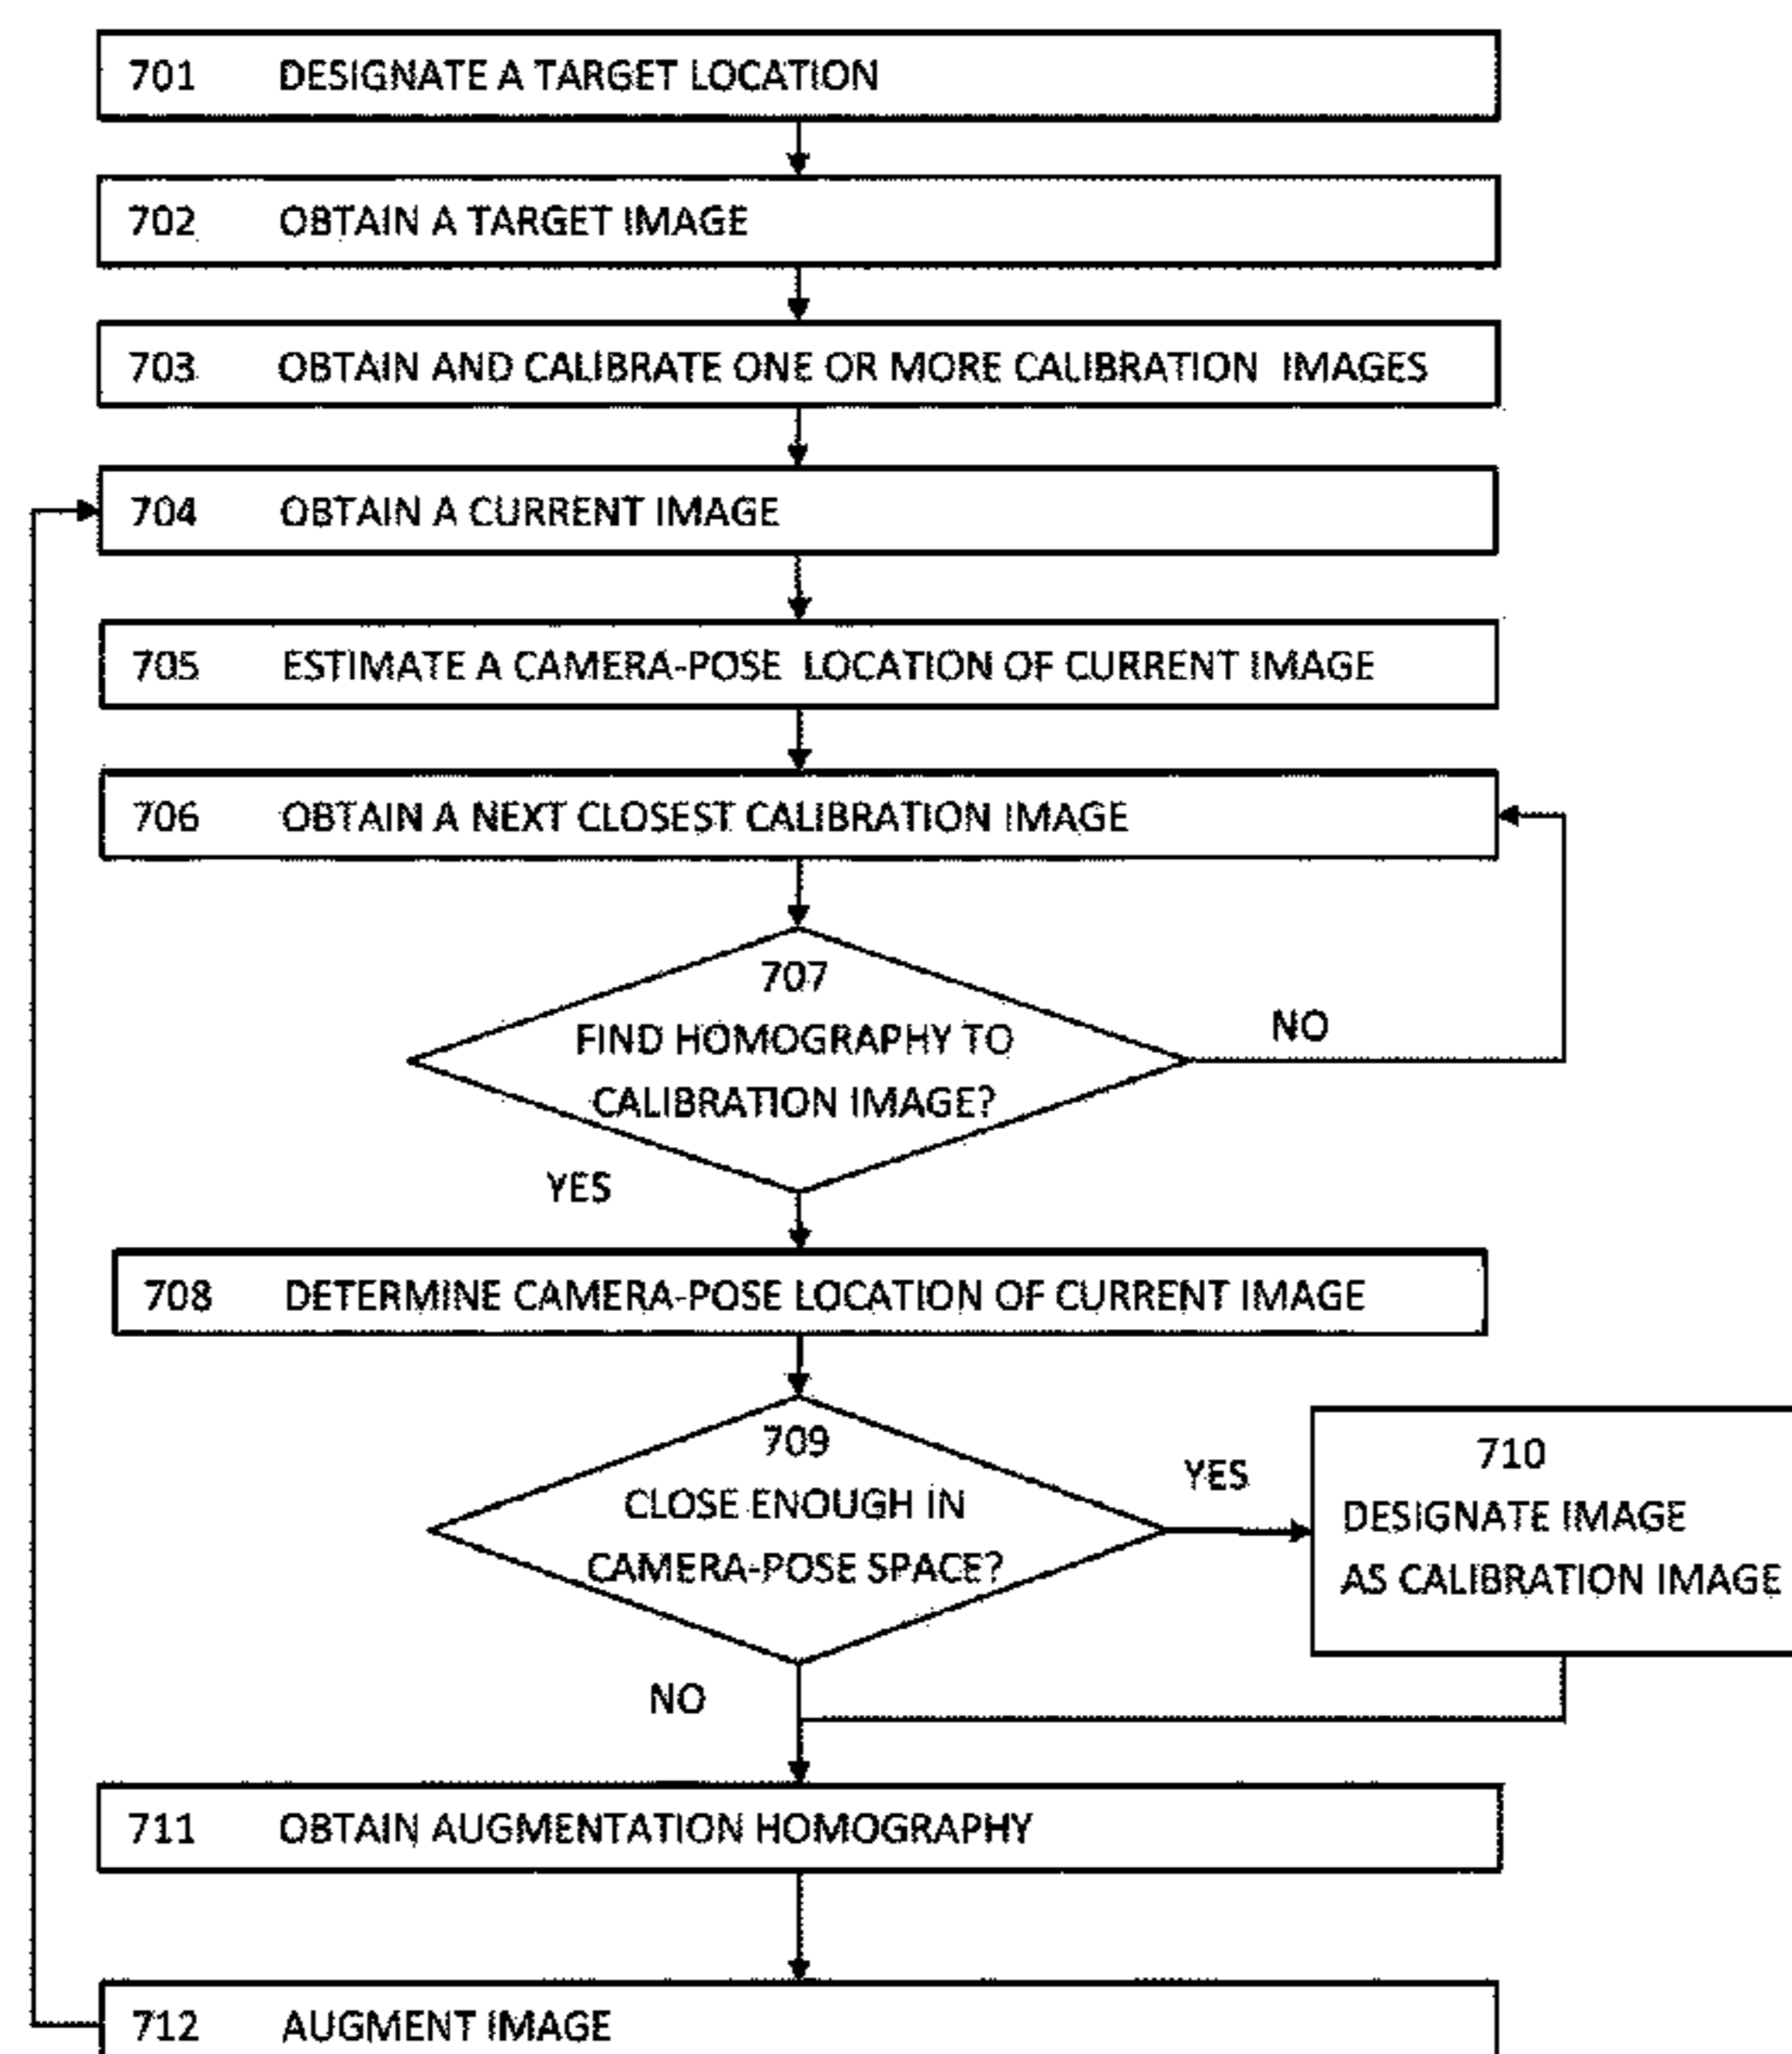 701 DESIGNATE A TARGET LOCATION
702 OBTAIN A TARGET IMAGE
703 OBTAIN AND CALIBRATE ONE OR MORE CALIBRATION IMAGES
704 OBTAIN A CURRENT IMAGE
705 ESTIMATE A CAMERA-POSE LOCATION OF CURRENT IMAGE
706 OBTAIN A NEXT CLOSEST CALIBRATION IMAGE
707
FIND HOMOGRAPHY TO
CALIBRATION IMAGE?
NO
YES
708 DETERMINE CAMERA-POSE LOCATION OF CURRENT IMAGE
709
CLOSE ENOUGH IN
CAMERA-POSE SPACE?
YES
710
DESIGNATE IMAGE
AS CALIBRATION IMAGE
NO
711 OBTAIN AUGMENTATION HOMOGRAPHY
712 AUGMENT IMAGE